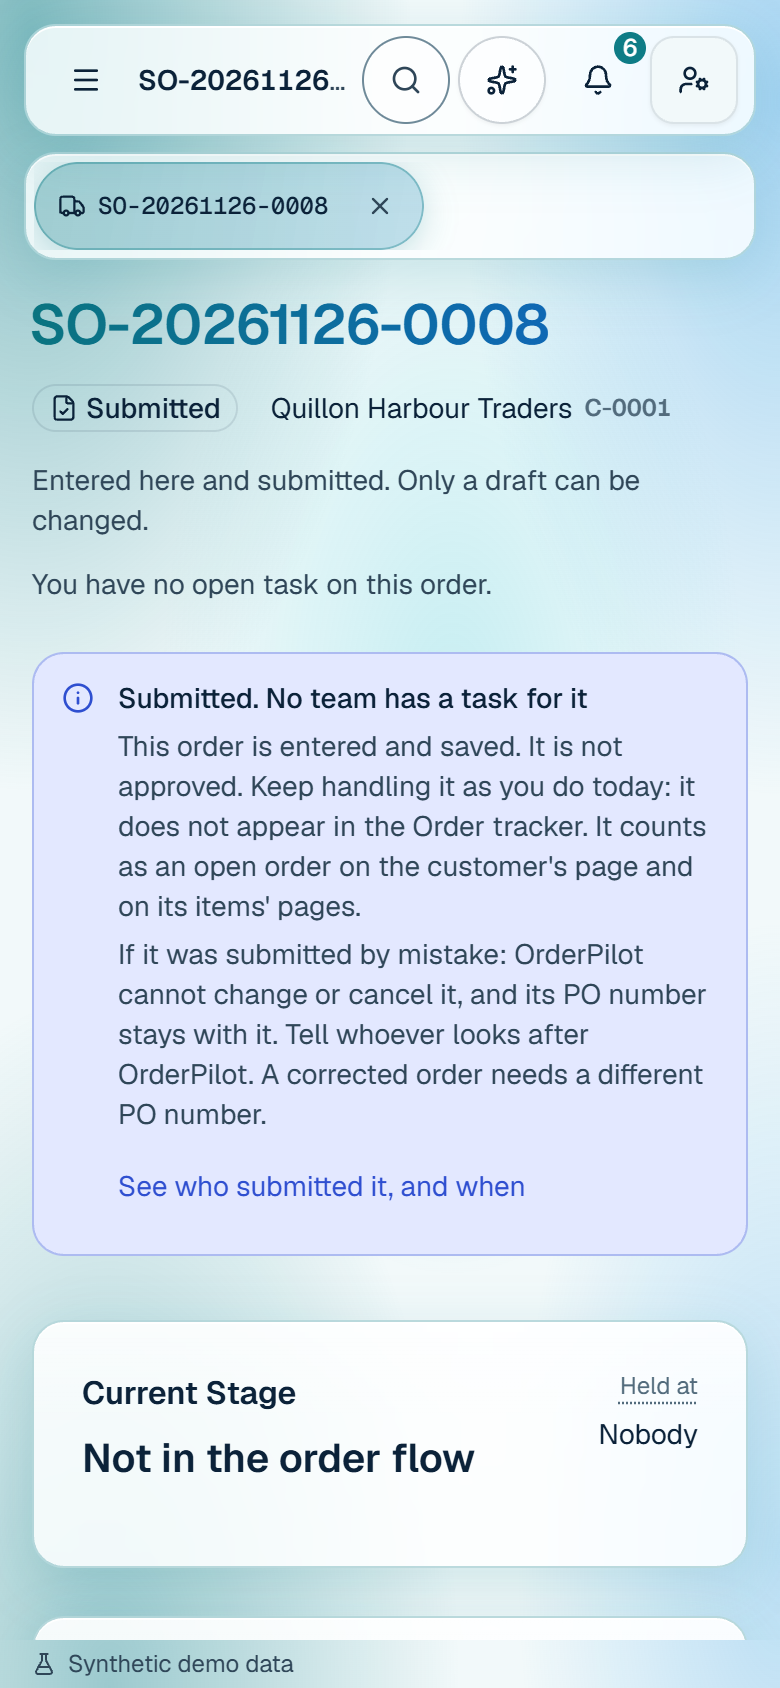 SO-20261126...
6
SO-20261126-0008
SO-20261126-0008
Submitted
Quillon Harbour Traders C-0001
Entered here and submitted. Only a draft can be
changed.
You have no open task on this order.
Submitted. No team has a task for it
This order is entered and saved. It is not
approved. Keep handling it as you do today: it
does not appear in the Order tracker. It counts
as an open order on the customer's page and
on its items' pages.
If it was submitted by mistake: OrderPilot
cannot change or cancel it, and its PO number
stays with it. Tell whoever looks after
OrderPilot. A corrected order needs a different
PO number.
See who submitted it, and when
Current Stage
Held at
Not in the order flow
Nobody
Synthetic demo data